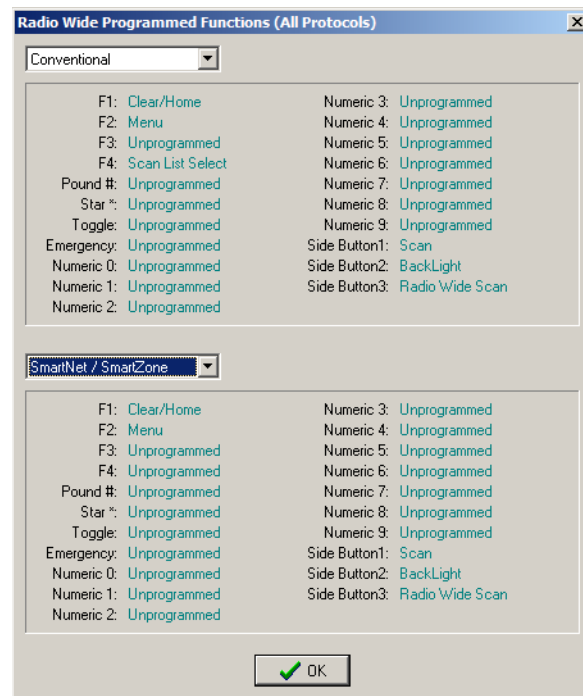 Radio Wide Programmed Functions (All Protocols)
Conventional
F1: Clear/Home
F2: Menu
F3: Unprogrammed
F4: Scan List Select
Pound #: Unprogrammed
Star *: Unprogrammed
Toggle: Unprogrammed
Emergency: Unprogrammed
Numeric 0: Unprogrammed
Numeric 1: Unprogrammed
Numeric 2: Unprogrammed
Numeric 3: Unprogrammed
Numeric 4: Unprogrammed
Numeric 5: Unprogrammed
Numeric 6: Unprogrammed
Numeric 7: Unprogrammed
Numeric 8: Unprogrammed
Numeric 9: Unprogrammed
Side Button1: Scan
Side Button2: BackLight
Side Button3: Radio Wide Scan
SmartNet / SmartZone
F1: Clear/Home
F2: Menu
F3: Unprogrammed
F4: Unprogrammed
Pound #: Unprogrammed
Star *: Unprogrammed
Toggle: Unprogrammed
Emergency: Unprogrammed
Numeric 0: Unprogrammed
Numeric 1: Unprogrammed
Numeric 2: Unprogrammed
Numeric 3: Unprogrammed
Numeric 4: Unprogrammed
Numeric 5: Unprogrammed
Numeric 6: Unprogrammed
Numeric 7: Unprogrammed
Numeric 8: Unprogrammed
Numeric 9: Unprogrammed
Side Button1: Scan
Side Button2: BackLight
Side Button3: Radio Wide Scan
OK